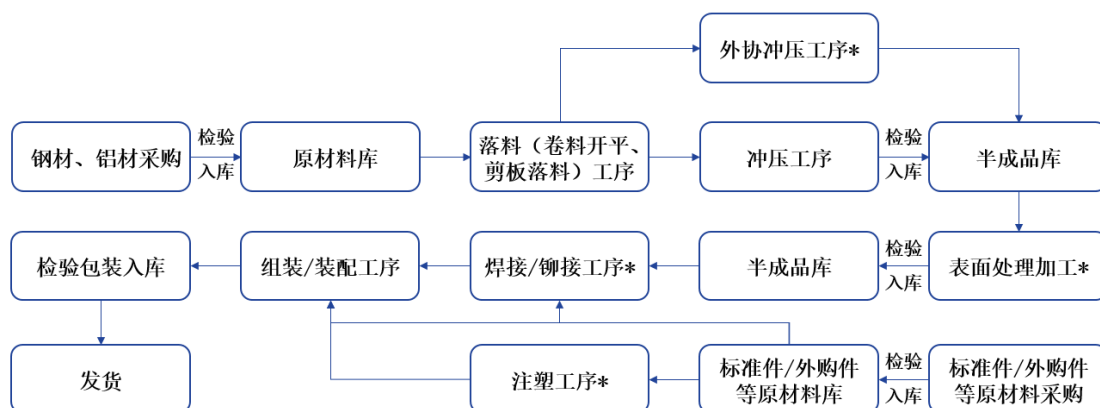 外协冲压工序*
钢材、铝材采购
检验
入库
原材料库
落料（卷料开平、
剪板落料）工序
冲压工序
检验
入库
半成品库
检验包装入库
组装/装配工序
焊接/铆接工序*
半成品库
检验
入库
表面处理加工*
发货
注塑工序*
标准件/外购件
等原材料库
检验
入库
标准件/外购件
等原材料采购